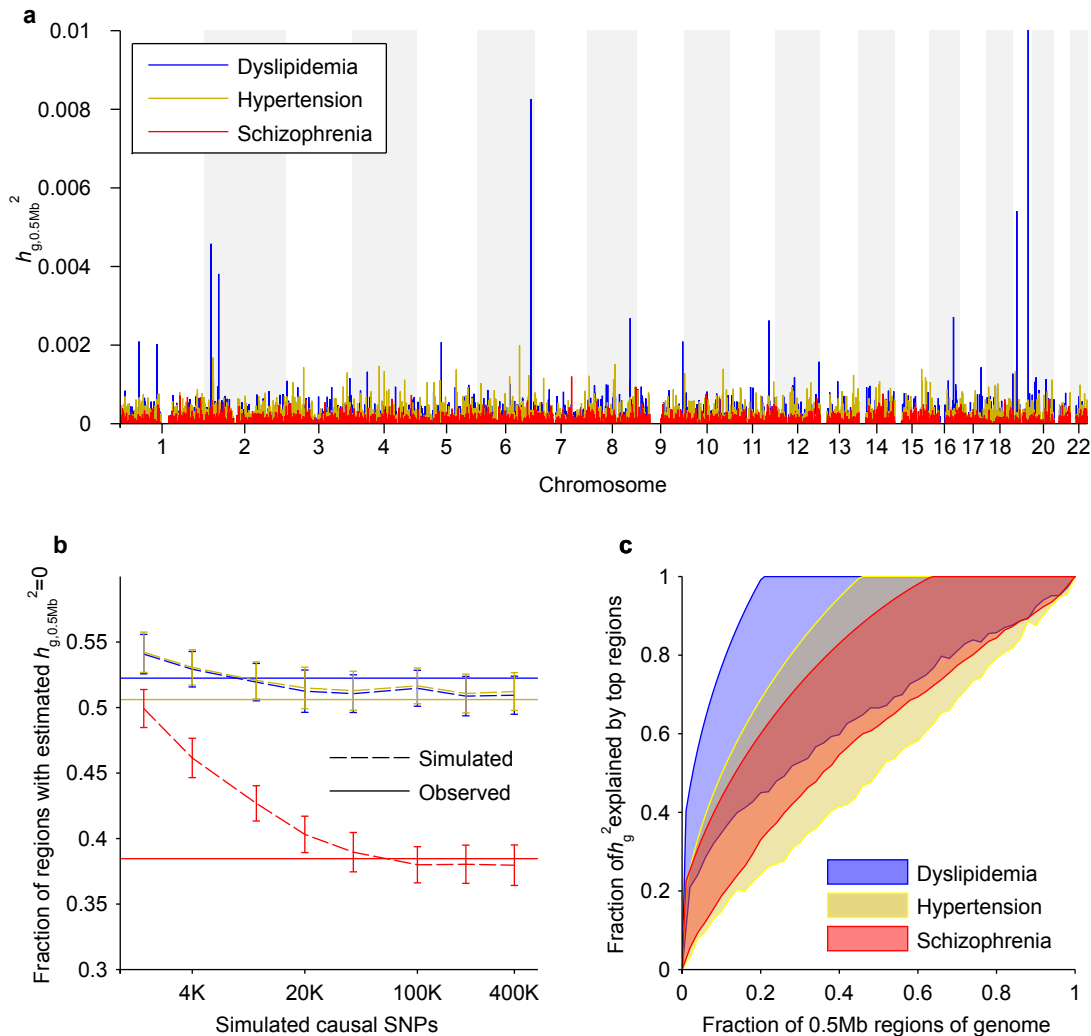 a
0.01
0.008
0.006
0.004
0.002
0
h g,0.5Mb 2
Dyslipidemia
Hypertension
Schizophrenia
1 2 3 4 5 6 7 8 9 10 11 12 13 14 15 16 17 18 20 22
Chromosome
b
Fraction of regions with estimated h g,0.5Mb 2=0
0.55
0.5
0.45
0.4
0.35
0.3
Simulated
Observed
4K 20K 100K 400K
Simulated causal SNPs
c
Fraction of h g 2 explained by top regions
1
0.8
0.6
0.4
0.2
0
Dyslipidemia
Hypertension
Schizophrenia
0 0.2 0.4 0.6 0.8 1
Fraction of 0.5Mb regions of genome